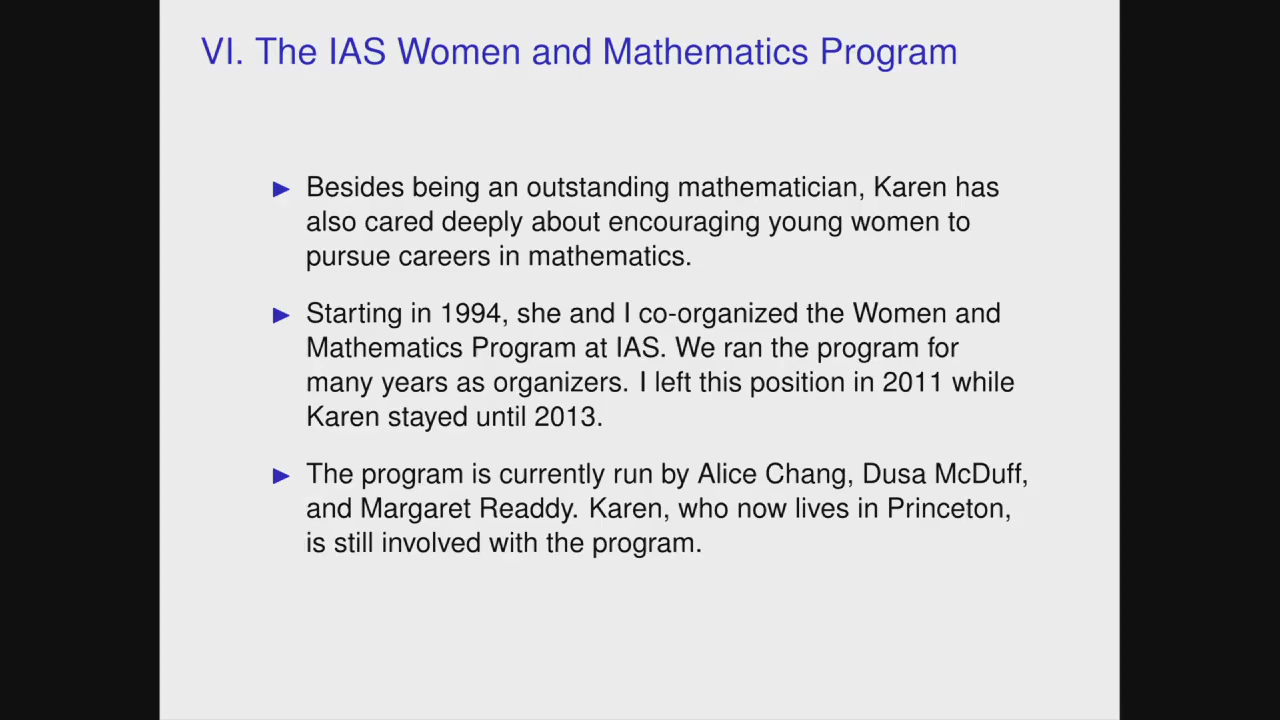 VI. The IAS Women and Mathematics Program
▶ Besides being an outstanding mathematician, Karen has
also cared deeply about encouraging young women to
pursue careers in mathematics.
▶ Starting in 1994, she and I co-organized the Women and
Mathematics Program at IAS. We ran the program for
many years as organizers. I left this position in 2011 while
Karen stayed until 2013.
▶ The program is currently run by Alice Chang, Dusa McDuff,
and Margaret Readdy. Karen, who now lives in Princeton,
is still involved with the program.